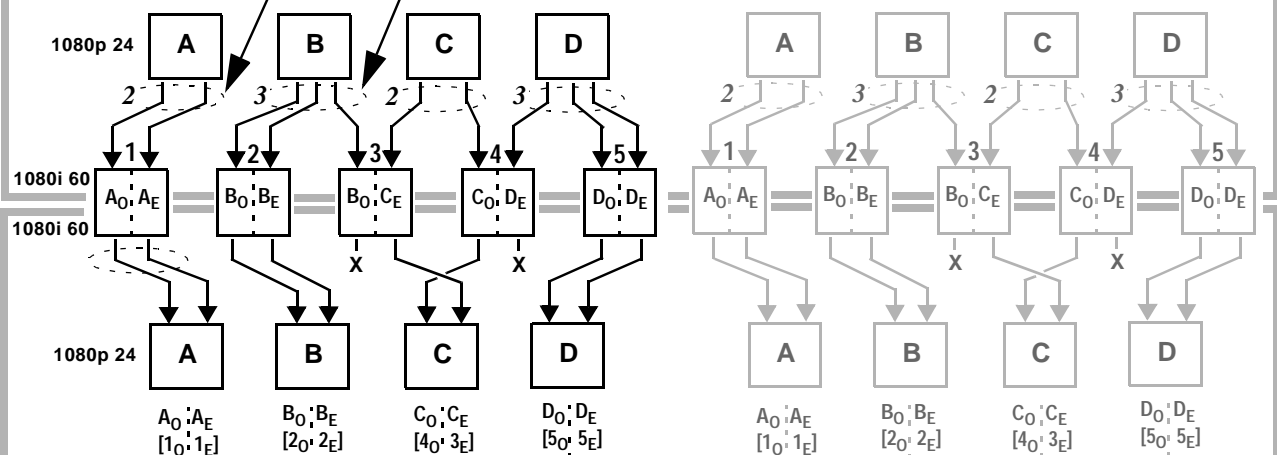 1080p 24 A B C D A B C D
2 3 2 3 2 3 2 3
1 2 3 4 5 1 2 3 4 5
1080i 60 AO AE BO BE BO CE CO DE DO DE AO AE BO BE BO CE CO DE DO DE
1080i 60
X X X X
1080p 24 A B C D A B C D
AO AE BO BE CO CE DO DE AO AE BO BE CO CE DO DE
[1O 1E] [2O 2E] [4O 3E] [5O 5E] [1O 1E] [2O 2E] [4O 3E] [5O 5E]